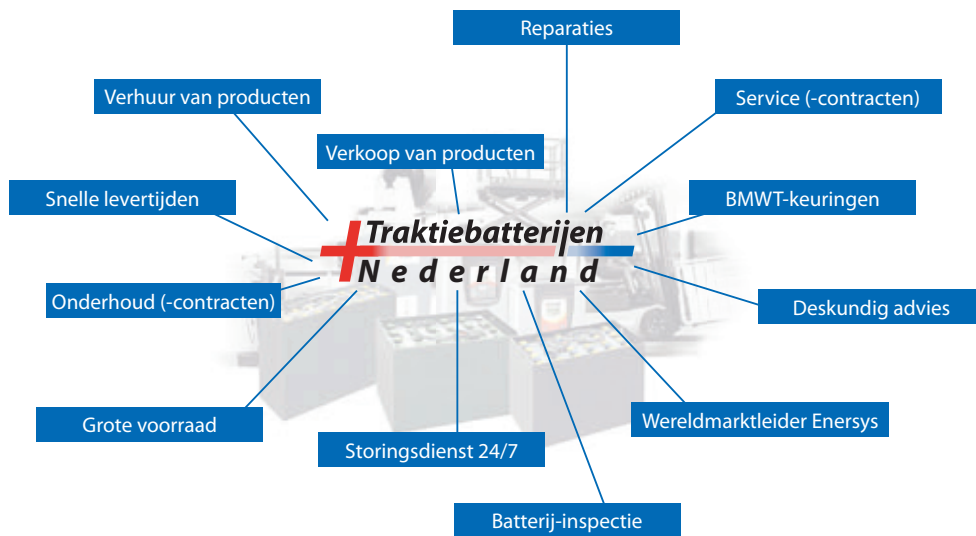 Reparaties
Verhuur van producten
Service (-contracten)
Verkoop van producten
Snelle levertijden
BMWT-keuringen
Traktiebatterijen
Nederland
Onderhoud (-contracten)
Deskundig advies
Grote voorraad
Wereldmarktleider Enersys
Storingsdienst 24/7
Batterij-inspectie